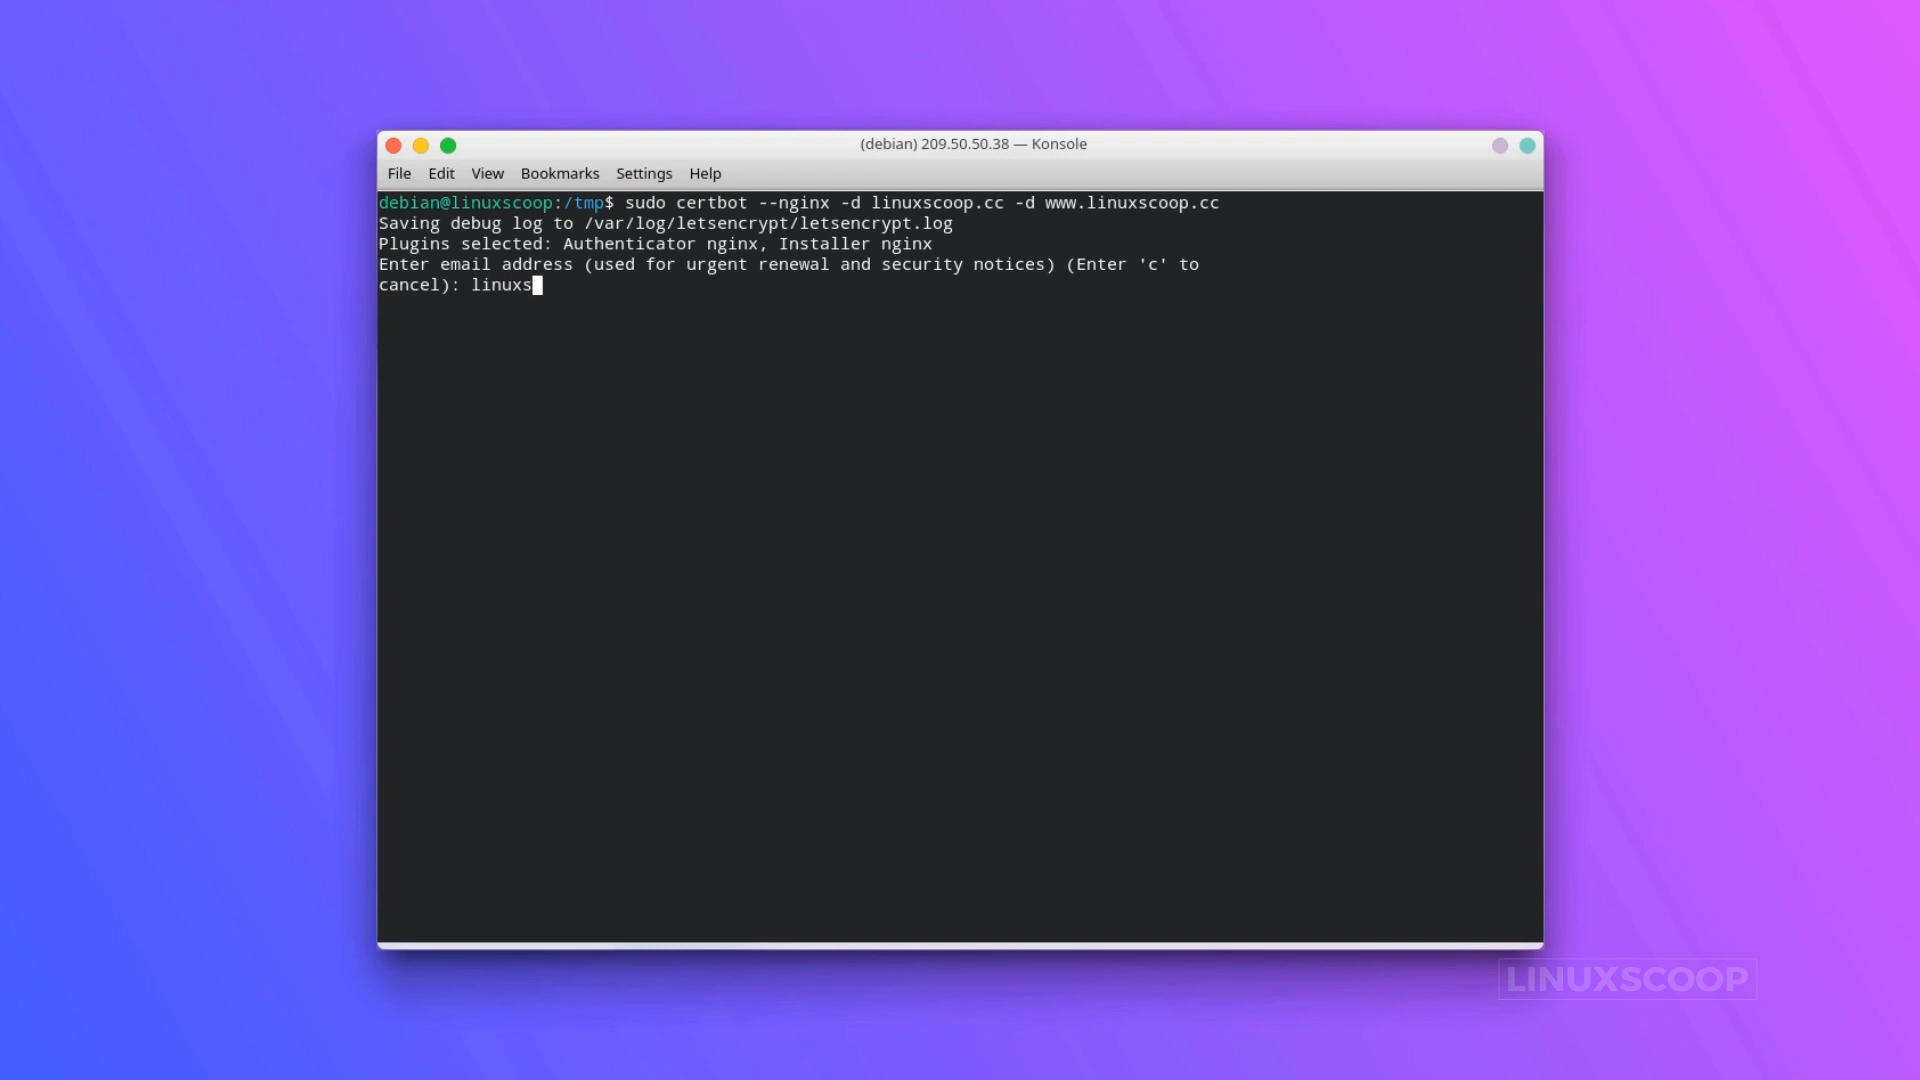 (debian) 209.50.50.38 — Konsole
File Edit View Bookmarks Settings Help
debian@linuxscoop:/tmp$ sudo certbot --nginx -d linuxscoop.cc -d www.linuxscoop.cc
Saving debug log to /var/log/letsencrypt/letsencrypt.log
Plugins selected: Authenticator nginx, Installer nginx
Enter email address (used for urgent renewal and security notices) (Enter 'c' to
cancel): linuxs
LINUXSCOOP